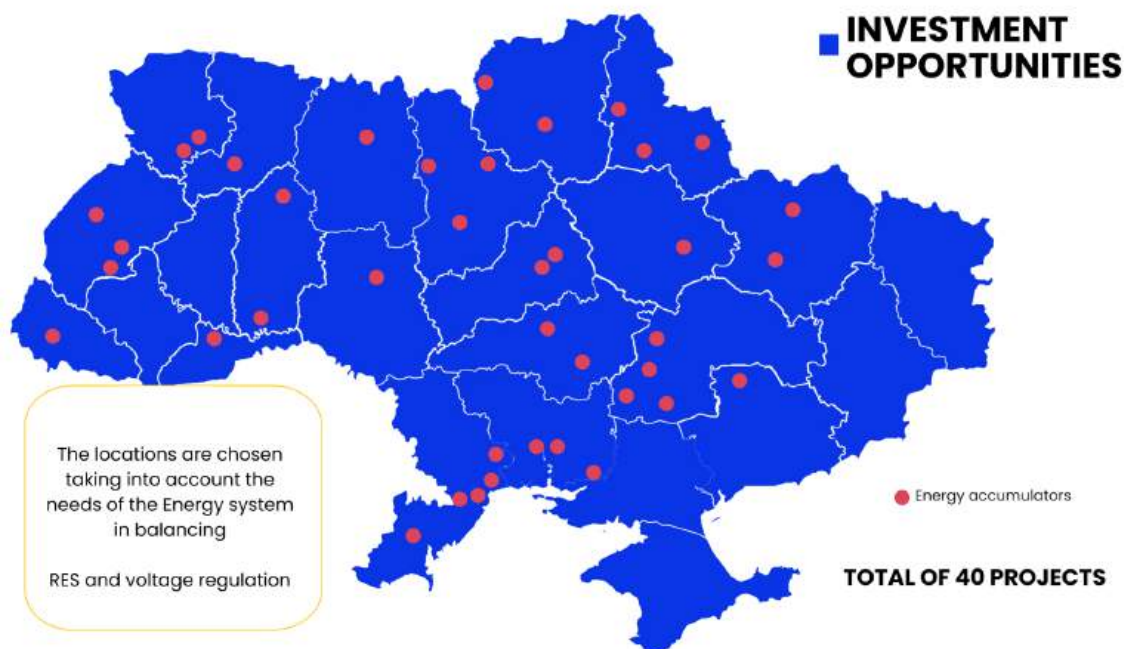 INVESTMENT
OPPORTUNITIES
The locations are chosen
taking into account the
needs of the Energy system
in balancing
RES and voltage regulation
Energy accumulators
TOTAL OF 40 PROJECTS